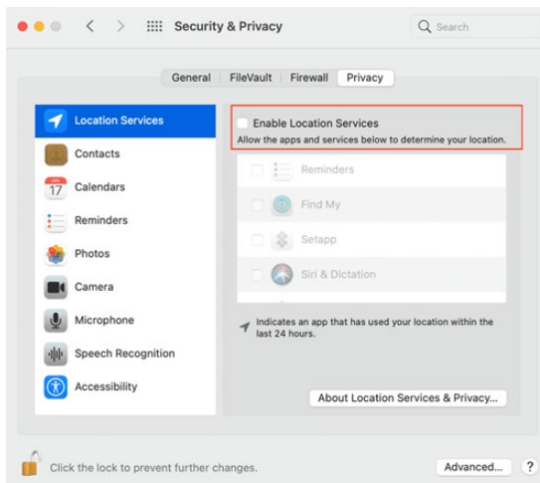 Security & Privacy
Search
General FileVault Firewall Privacy
Location Services
Contacts
JUL
17
Calendars
Reminders
Photos
Camera
Microphone
Speech Recognition
Accessibility
Enable Location Services
Allow the apps and services below to determine your location.
Reminders
Find My
Setapp
Siri & Dictation
Indicates an app that has used your location within the
last 24 hours.
About Location Services & Privacy...
Click the lock to prevent further changes.
Advanced...
?